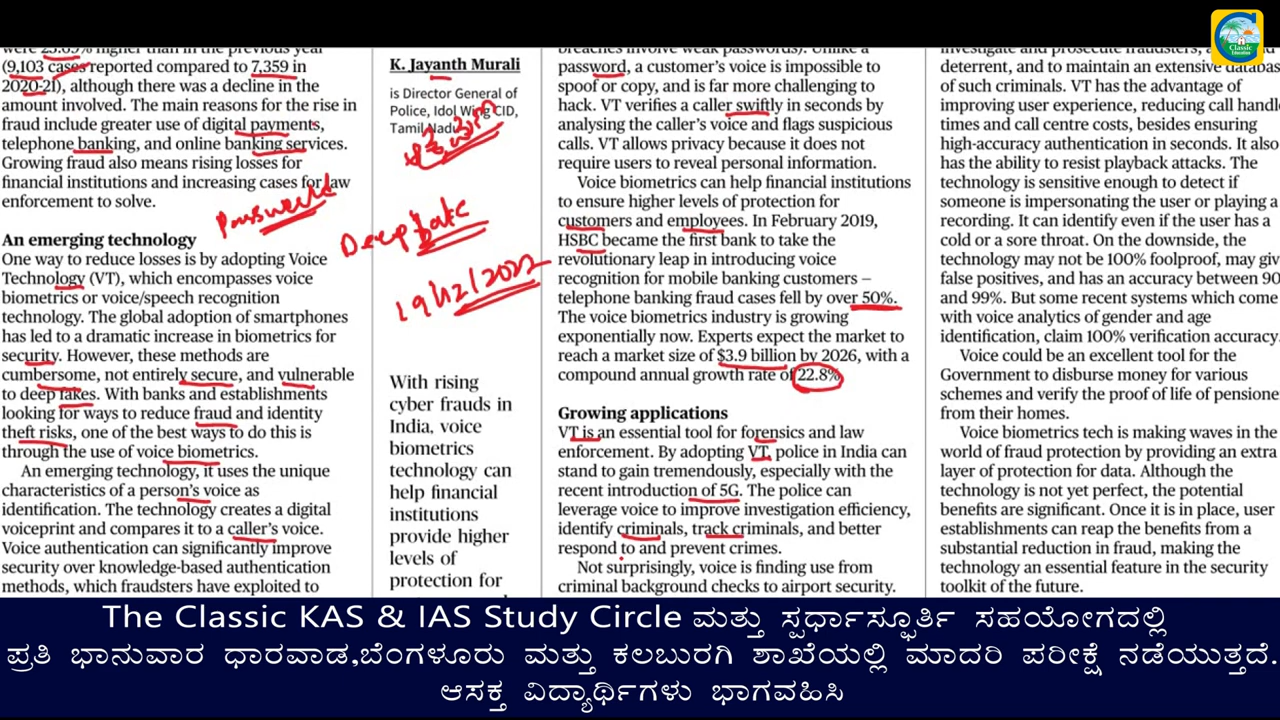 were 23.69% higher than in the previous year
(9,103 cases reported compared to 7,359 in
2020-21), although there was a decline in the
amount involved. The main reasons for the rise in
fraud include greater use of digital payments,
telephone banking, and online banking services.
Growing fraud also means rising losses for
financial institutions and increasing cases for law
enforcement to solve.
Password
An emerging technology
One way to reduce losses is by adopting Voice
Technology (VT), which encompasses voice
biometrics or voice/speech recognition
technology. The global adoption of smartphones
has led to a dramatic increase in biometrics for
security. However, these methods are
cumbersome, not entirely secure, and vulnerable
to deep fakes. With banks and establishments
looking for ways to reduce fraud and identity
theft risks, one of the best ways to do this is
through the use of voice biometrics.
An emerging technology, it uses the unique
characteristics of a person's voice as
identification. The technology creates a digital
voiceprint and compares it to a caller's voice.
Voice authentication can significantly improve
security over knowledge-based authentication
methods, which fraudsters have exploited to
K. Jayanth Murali
is Director General of
Police, Idol Wing CID,
Tamil Nadu
Deep fake
19/12/2022
With rising
cyber frauds in
India, voice
biometrics
technology can
help financial
institutions
provide higher
levels of
protection for
breaches involve weak passwords). Unlike a
password, a customer's voice is impossible to
spoof or copy, and is far more challenging to
hack. VT verifies a caller swiftly in seconds by
analysing the caller's voice and flags suspicious
calls. VT allows privacy because it does not
require users to reveal personal information.
Voice biometrics can help financial institutions
to ensure higher levels of protection for
customers and employees. In February 2019,
HSBC became the first bank to take the
revolutionary leap in introducing voice
recognition for mobile banking customers –
telephone banking fraud cases fell by over 50%.
The voice biometrics industry is growing
exponentially now. Experts expect the market to
reach a market size of $3.9 billion by 2026, with a
compound annual growth rate of 22.8%
Growing applications
VT is an essential tool for forensics and law
enforcement. By adopting VT, police in India can
stand to gain tremendously, especially with the
recent introduction of 5G. The police can
leverage voice to improve investigation efficiency,
identify criminals, track criminals, and better
respond to and prevent crimes.
Not surprisingly, voice is finding use from
criminal background checks to airport security.
investigate and prosecute fraudsters,
deterrent, and to maintain an extensive databas
of such criminals. VT has the advantage of
improving user experience, reducing call handl
times and call centre costs, besides ensuring
high-accuracy authentication in seconds. It also
has the ability to resist playback attacks. The
technology is sensitive enough to detect if
someone is impersonating the user or playing a
recording. It can identify even if the user has a
cold or a sore throat. On the downside, the
technology may not be 100% foolproof, may giv
false positives, and has an accuracy between 90
and 99%. But some recent systems which come
with voice analytics of gender and age
identification, claim 100% verification accuracy.
Voice could be an excellent tool for the
Government to disburse money for various
schemes and verify the proof of life of pensione
from their homes.
Voice biometrics tech is making waves in the
world of fraud protection by providing an extra
layer of protection for data. Although the
technology is not yet perfect, the potential
benefits are significant. Once it is in place, user
establishments can reap the benefits from a
substantial reduction in fraud, making the
technology an essential feature in the security
toolkit of the future.
Classic
Education
The Classic KAS & IAS Study Circle ಮತ್ತು ಸ್ಪರ್ಧಾಸ್ಫೂರ್ತಿ ಸಹಯೋಗದಲ್ಲಿ
ಪ್ರತಿ ಭಾನುವಾರ ಧಾರವಾಡ,ಬೆಂಗಳೂರು ಮತ್ತು ಕಲಬುರಗಿ ಶಾಖೆಯಲ್ಲಿ ಮಾದರಿ ಪರೀಕ್ಷೆ ನಡೆಯುತ್ತದೆ.
ಆಸಕ್ತ ವಿದ್ಯಾರ್ಥಿಗಳು ಭಾಗವಹಿಸಿ